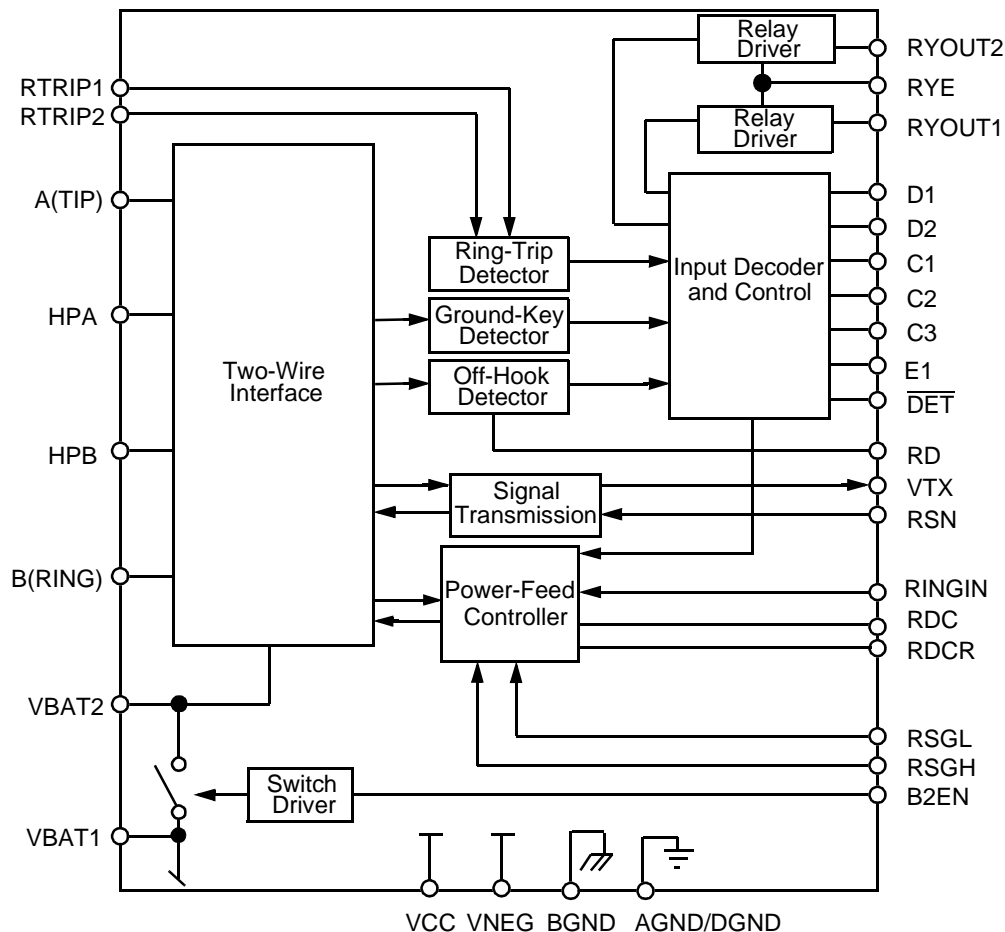 Relay
Driver
RYOUT2
RTRIP1
RYE
RTRIP2
Relay
Driver
RYOUT1
A(TIP)
D1
D2
Ring-Trip
Detector
Input Decoder
and Control
C1
C2
HPA
Ground-Key
Detector
C3
Two-Wire
Interface
Off-Hook
Detector
E1
DET
HPB
RD
Signal
Transmission
VTX
RSN
B(RING)
Power-Feed
Controller
RINGIN
RDC
RDCR
VBAT2
RSGL
RSGH
Switch
Driver
B2EN
VBAT1
VCC VNEG BGND AGND/DGND